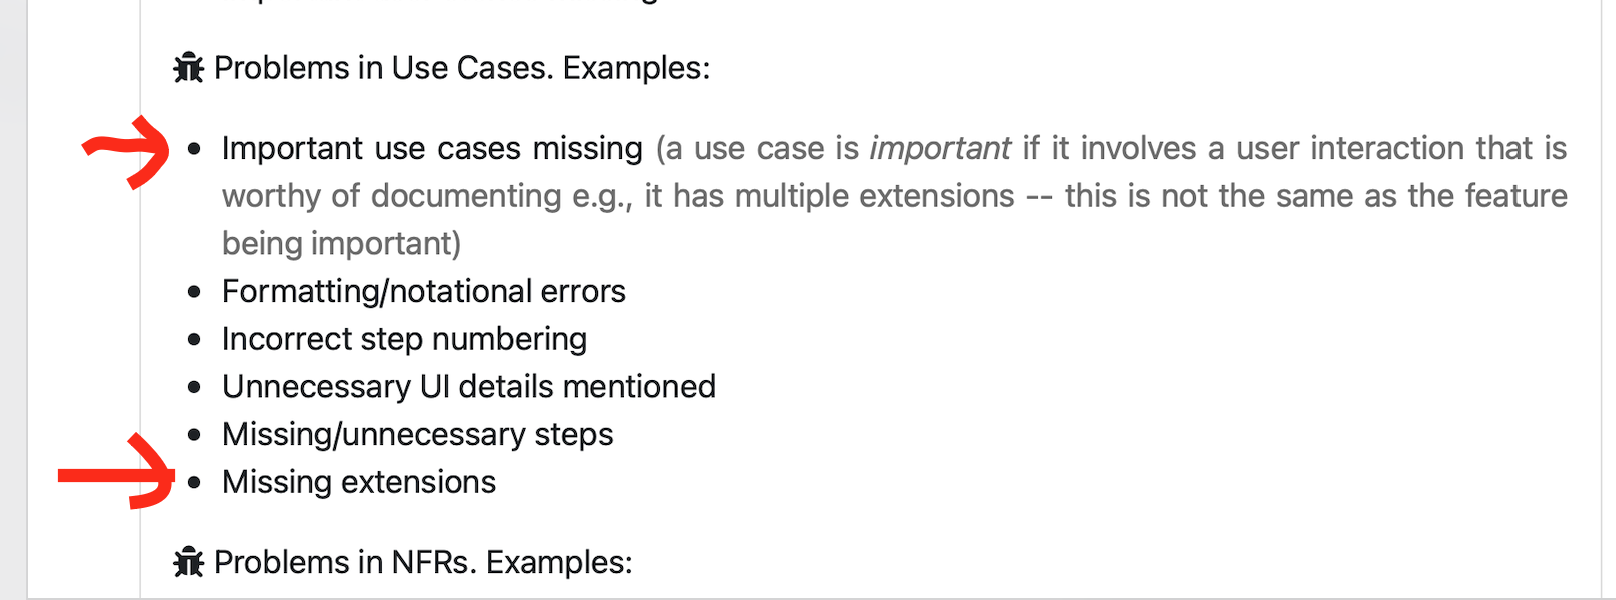 Problems in Use Cases. Examples:
Important use cases missing (a use case is important if it involves a user interaction that is
worthy of documenting e.g., it has multiple extensions -- this is not the same as the feature
being important)
Formatting/notational errors
Incorrect step numbering
Unnecessary UI details mentioned
Missing/unnecessary steps
Missing extensions
Problems in NFRs. Examples: